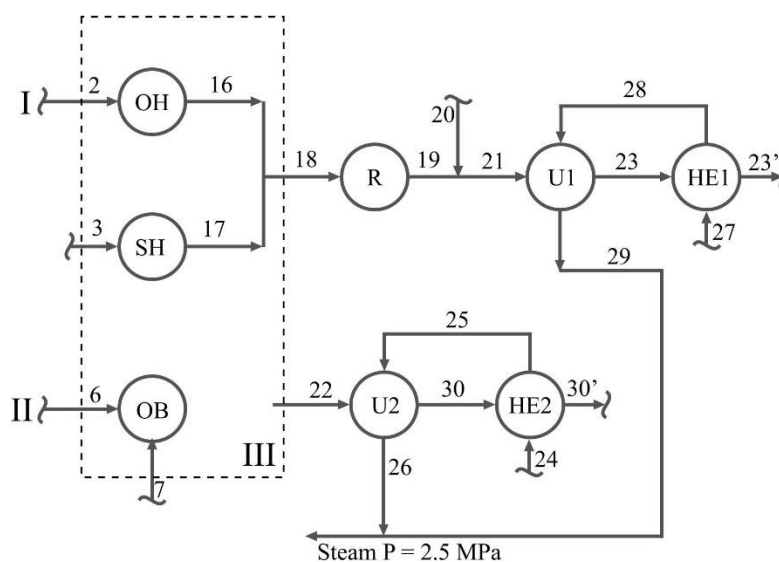 I 2 OH 16
20
28
18 R 19 21 U1 23 HE1 23’
3 SH 17
27
29
25
II 6 OB
22 U2 30 HE2 30’
III
7
26
24
Steam P = 2.5 MPa